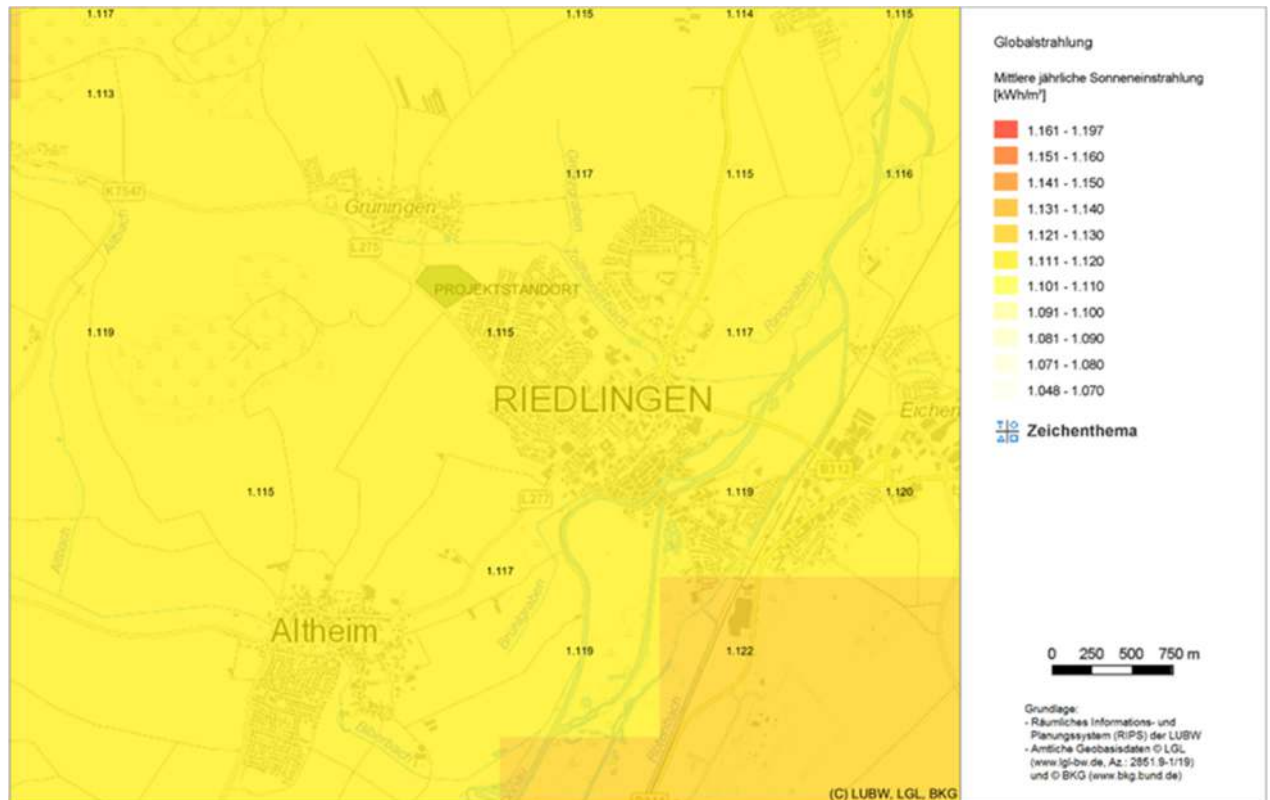 1.117
1.115
1.114
1.115
1.113
1.117
1.115
1.116
K7547
Altbach
Grüningen
L275
PROJEKTSTANDORT
1.119
1.115
1.117
RIEDLINGEN
Eichen
B312
1.115
L277
1.119
1.120
1.117
Altheim
1.119
1.122
(C) LUBW, LGL, BKG
Globalstrahlung
Mittlere jährliche Sonneneinstrahlung
[kWh/m²]
1.161 - 1.197
1.151 - 1.160
1.141 - 1.150
1.131 - 1.140
1.121 - 1.130
1.111 - 1.120
1.101 - 1.110
1.091 - 1.100
1.081 - 1.090
1.071 - 1.080
1.048 - 1.070
Zeichenthema
0 250 500 750 m
Grundlage:
- Räumliches Informations- und
Planungssystem (RIPS) der LUBW
- Amtliche Geobasisdaten © LGL
(www.lgl-bw.de, Az.: 2851.9-1/19)
und © BKG (www.bkg.bund.de)